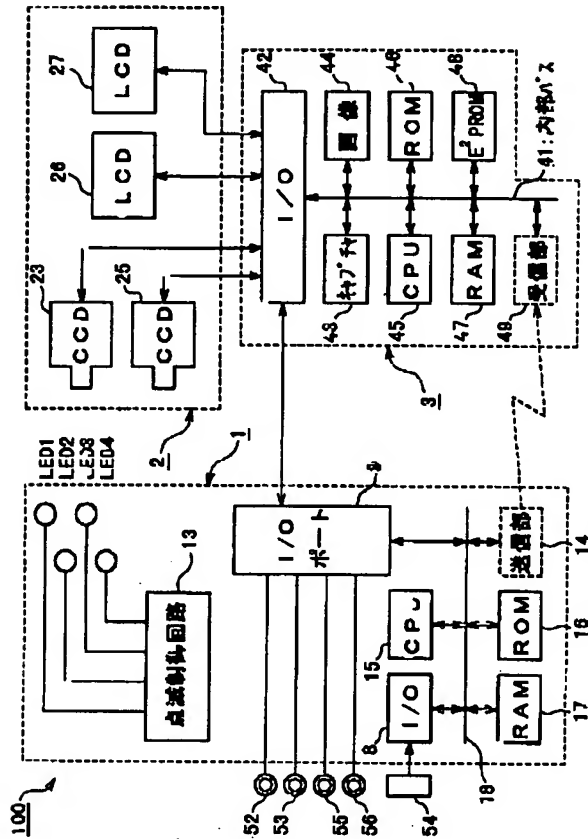 100
LED1
LED2
LED3
LED4
13
点滅制御回路
1
2
23
CCD
25
CCD
26
LCD
27
LCD
I/O
ポート
I/O
42
キャプチャ
43
画像
44
CPU
45
ROM
46
RAM
47
E²PROM
48
受信部
49
41:内部バス
3
52
53
55
56
54
I/O
8
CPU
15
18
RAM
17
ROM
16
送信部
14